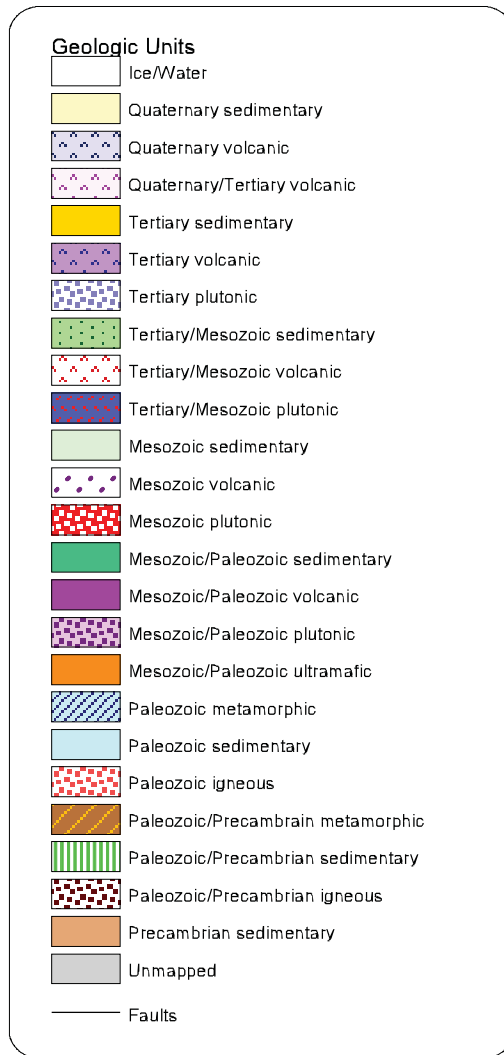 Geologic Units
Ice/Water
Quaternary sedimentary
Quaternary volcanic
Quaternary/Tertiary volcanic
Tertiary sedimentary
Tertiary volcanic
Tertiary plutonic
Tertiary/Mesozoic sedimentary
Tertiary/Mesozoic volcanic
Tertiary/Mesozoic plutonic
Mesozoic sedimentary
Mesozoic volcanic
Mesozoic plutonic
Mesozoic/Paleozoic sedimentary
Mesozoic/Paleozoic volcanic
Mesozoic/Paleozoic plutonic
Mesozoic/Paleozoic ultramafic
Paleozoic metamorphic
Paleozoic sedimentary
Paleozoic igneous
Paleozoic/Precambrain metamorphic
Paleozoic/Precambrian sedimentary
Paleozoic/Precambrian igneous
Precambrian sedimentary
Unmapped
Faults